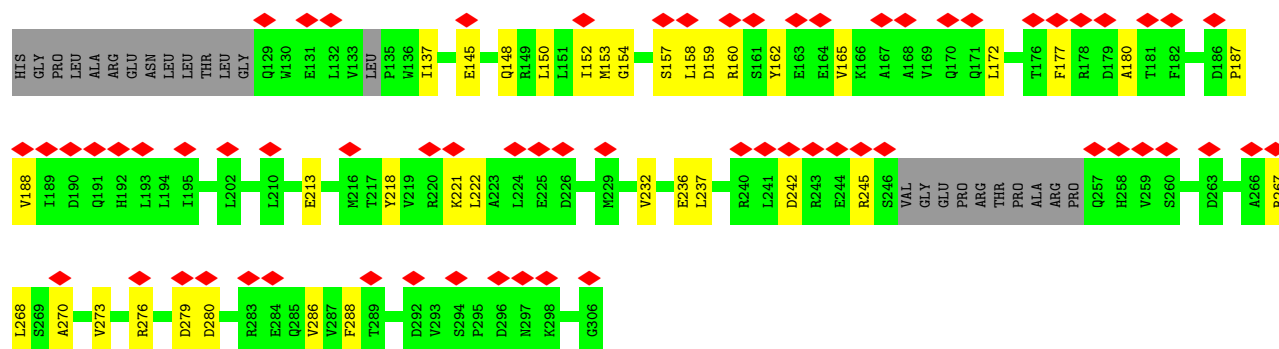 HIS GLY PRO LEU ALA ARG GLU ASN LEU LEU THR LEU GLY Q129 W130 E131 L132 V133 LEU P135 W136 I137 E145 Q148 R149 L150 L151 I152 M153 G154 S157 L158 D159 R160 S161 Y162 E163 E164 V165 K166 A167 A168 V169 Q170 Q171 L172 T176 F177 R178 D179 A180 T181 F182 D186 P187
V188 I189 D190 Q191 H192 L193 L194 I195 L202 L210 E213 M216 T217 Y218 V219 R220 K221 L222 A223 L224 E225 D226 M229 V232 E236 L237 R240 L241 D242 R243 E244 R245 S246 VAL GLY GLU PRO ARG THR PRO ALA ARG PRO Q257 H258 V259 S260 D263 A266 R267
L268 S269 A270 V273 R276 D279 D280 R283 E284 Q285 V286 V287 F288 T289 D292 V293 S294 P295 D296 N297 K298 G306